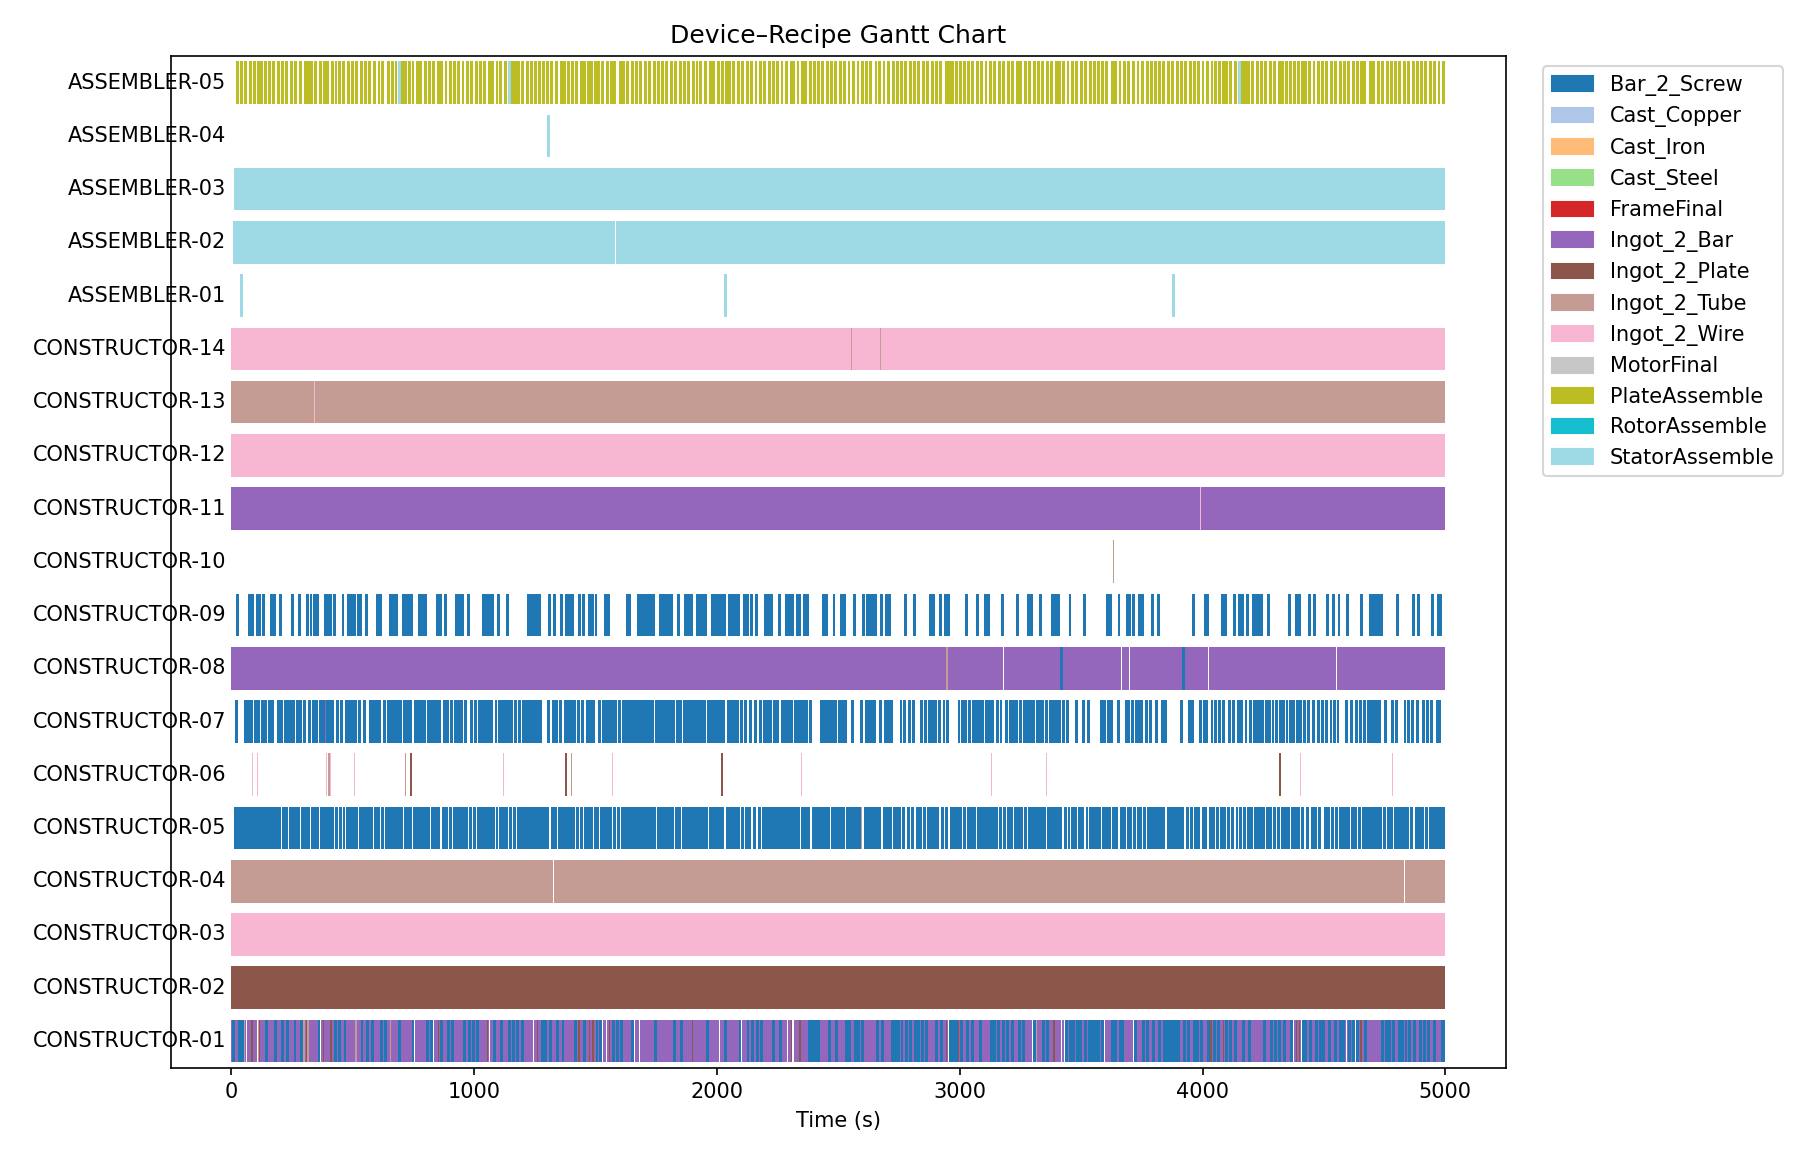 Device–Recipe Gantt Chart
ASSEMBLER-05
ASSEMBLER-04
ASSEMBLER-03
ASSEMBLER-02
ASSEMBLER-01
CONSTRUCTOR-14
CONSTRUCTOR-13
CONSTRUCTOR-12
CONSTRUCTOR-11
CONSTRUCTOR-10
CONSTRUCTOR-09
CONSTRUCTOR-08
CONSTRUCTOR-07
CONSTRUCTOR-06
CONSTRUCTOR-05
CONSTRUCTOR-04
CONSTRUCTOR-03
CONSTRUCTOR-02
CONSTRUCTOR-01
0 1000 2000 3000 4000 5000
Time (s)
Bar_2_Screw
Cast_Copper
Cast_Iron
Cast_Steel
FrameFinal
Ingot_2_Bar
Ingot_2_Plate
Ingot_2_Tube
Ingot_2_Wire
MotorFinal
PlateAssemble
RotorAssemble
StatorAssemble